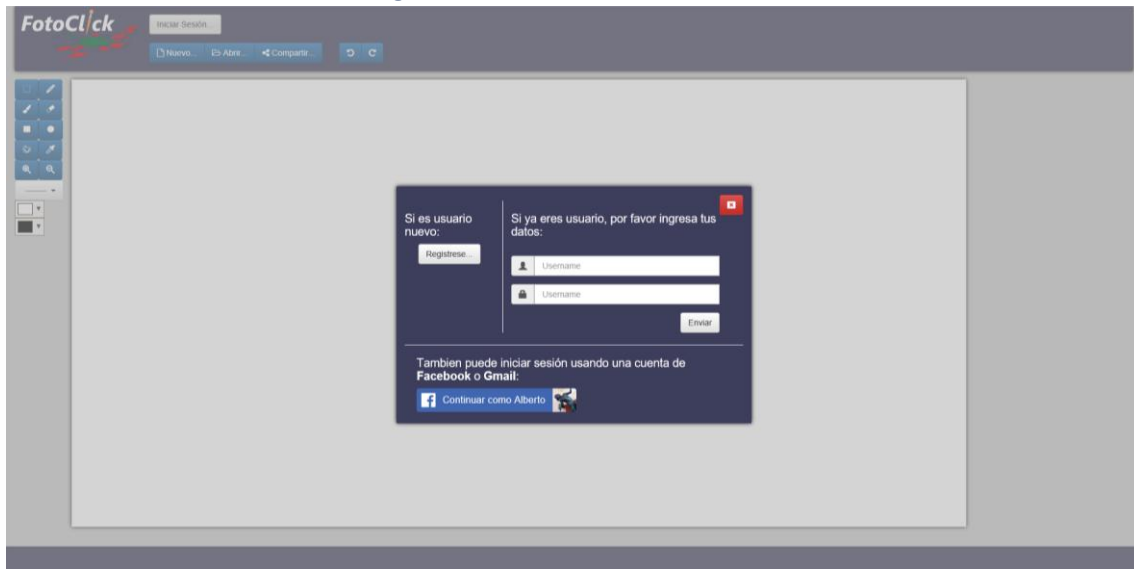 FotoClick
Iniciar Sesión...
Nuevo... Abrir... Compartir...
Si es usuario
nuevo:
Registrese...
Si ya eres usuario, por favor ingresa tus
datos:
Username
Username
Enviar
Tambien puede iniciar sesión usando una cuenta de
Facebook o Gmail:
Continuar como Alberto